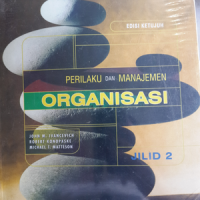 EDISI KETUJUH
PERILAKU DAN MANAJEMEN
ORGANISASI
JOHN M. IVANCEVICH
ROBERT KONOPASKE
MICHAEL T. MATTESON
JILID 2